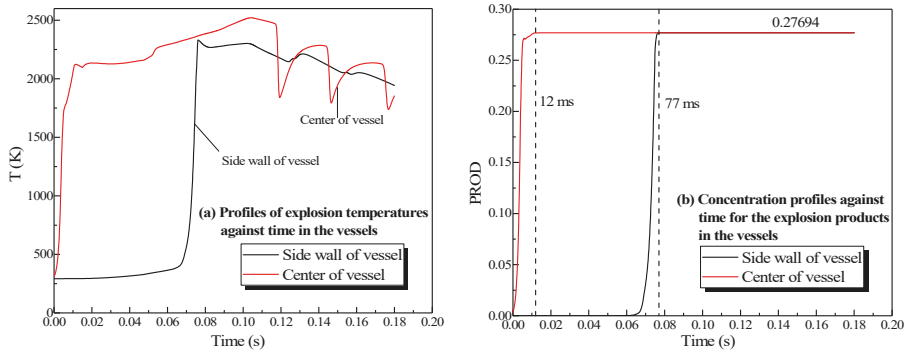 2500
2000
1500
1000
500
0
T (K)
0.00 0.02 0.04 0.06 0.08 0.10 0.12 0.14 0.16 0.18 0.20
Time (s)
Center of vessel
Side wall of vessel
(a) Profiles of explosion temperatures
against time in the vessels
Side wall of vessel
Center of vessel
0.30
0.25
0.20
0.15
0.10
0.05
0.00
PROD
0.00 0.02 0.04 0.06 0.08 0.10 0.12 0.14 0.16 0.18 0.20
Time (s)
0.27694
12 ms
77 ms
(b) Concentration profiles against
time for the explosion products
in the vessels
Side wall of vessel
Center of vessel